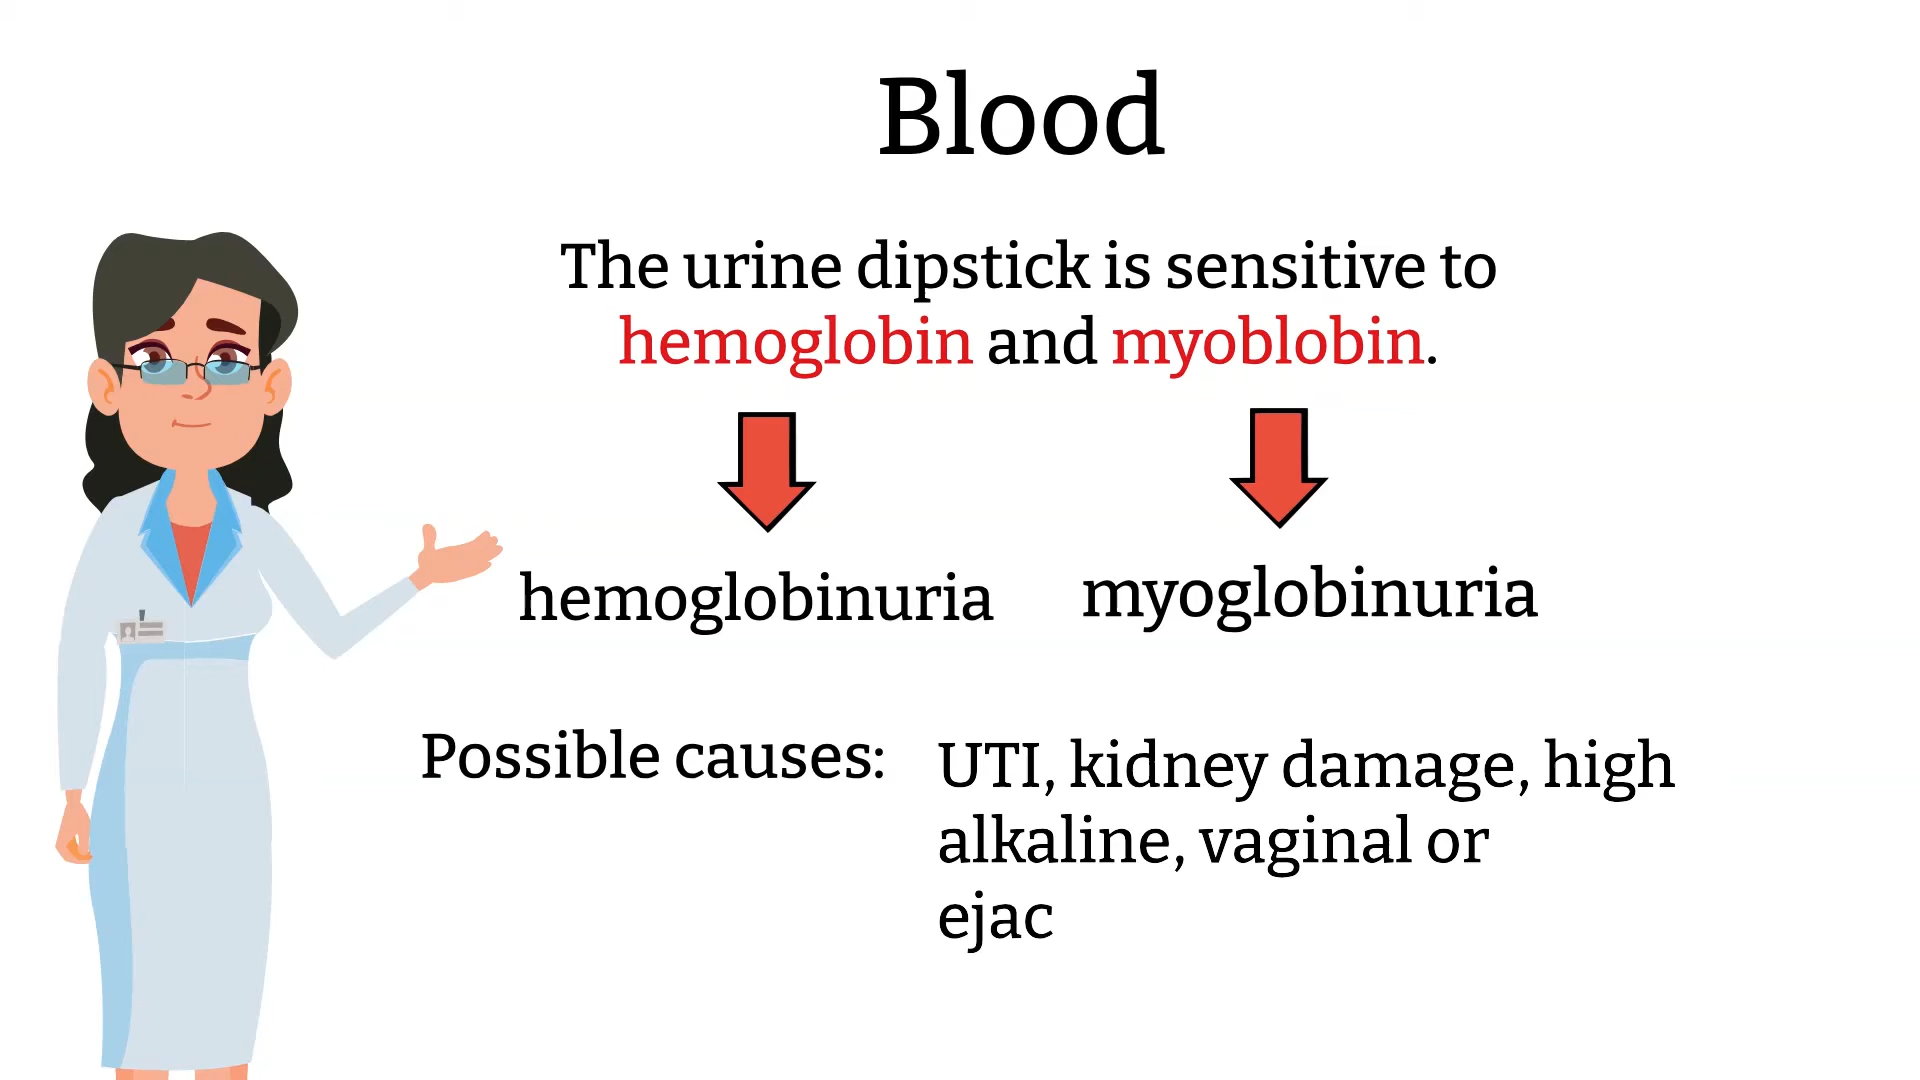 Blood
The urine dipstick is sensitive to
hemoglobin and myoblobin.
hemoglobinuria
myoglobinuria
Possible causes:
UTI, kidney damage, high
alkaline, vaginal or
ejac